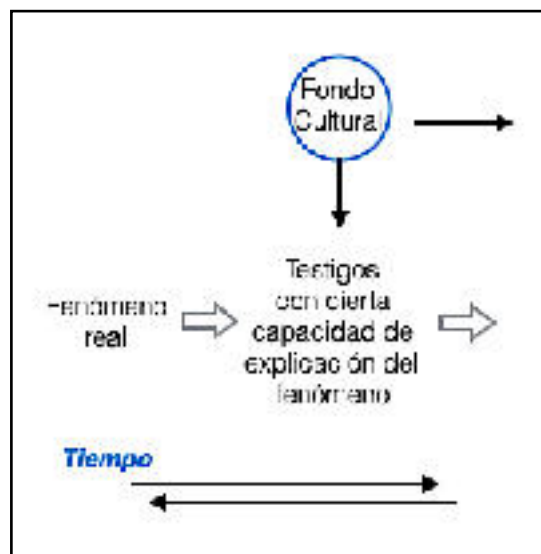 Fondo
Cultural
Testigos
con cierta
capacidad de
explicación del
fenómeno
Fenómeno
real
Tiempo